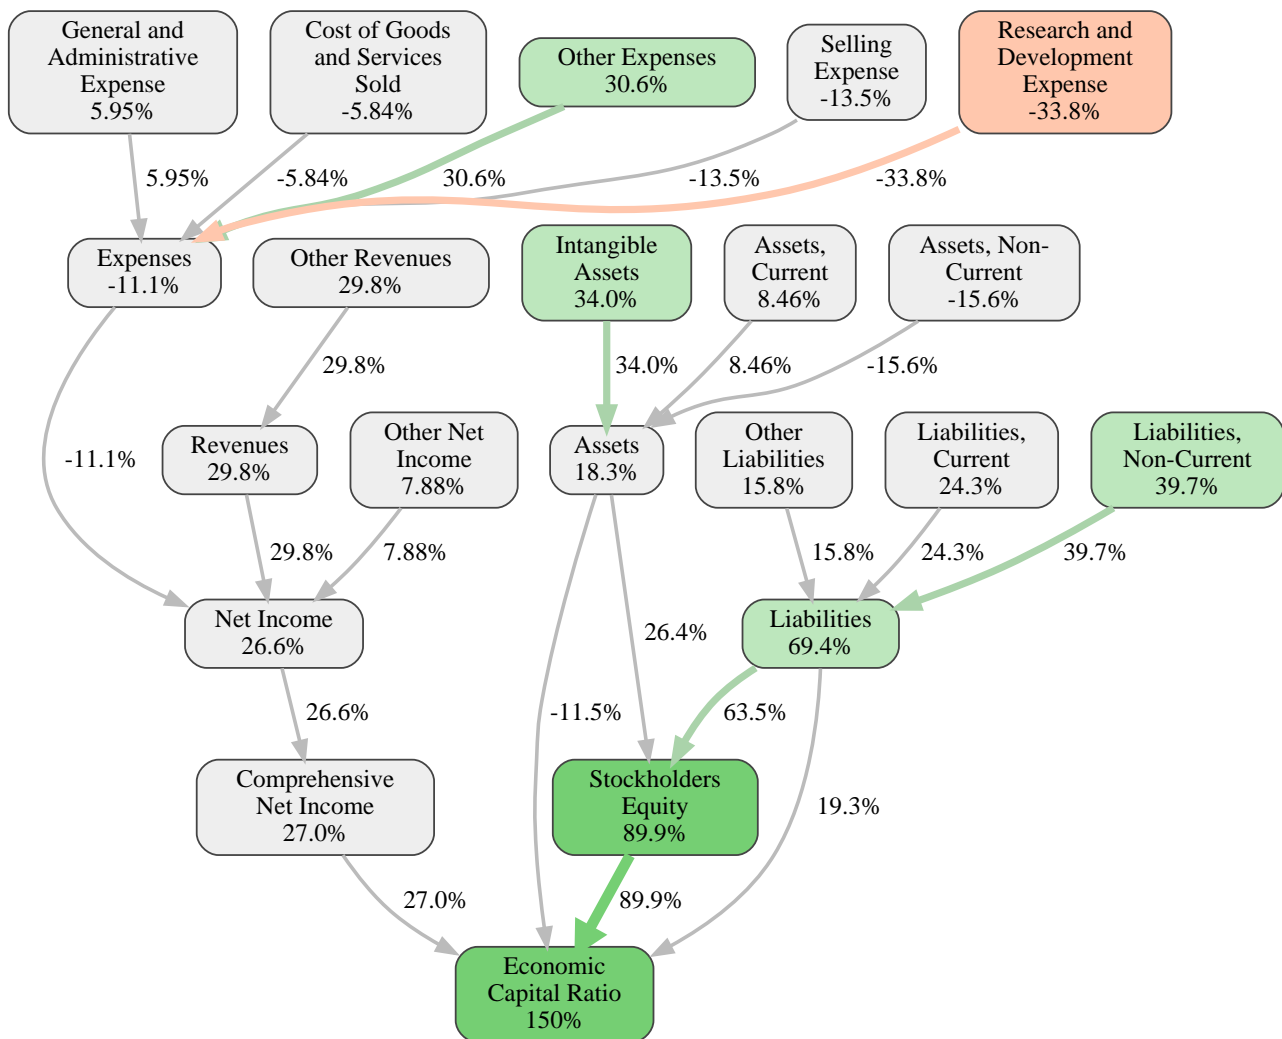 General and
Administrative
Expense
5.95%
Cost of Goods
and Services
Sold
-5.84%
Other Expenses
30.6%
Selling
Expense
-13.5%
Research and
Development
Expense
-33.8%
5.95%
-5.84%
30.6%
-13.5%
-33.8%
Expenses
-11.1%
Other Revenues
29.8%
Intangible
Assets
34.0%
Assets,
Current
8.46%
Assets, Non-
Current
-15.6%
29.8%
34.0%
8.46%
-15.6%
-11.1%
Revenues
29.8%
Other Net
Income
7.88%
Assets
18.3%
Other
Liabilities
15.8%
Liabilities,
Current
24.3%
Liabilities,
Non-Current
39.7%
29.8%
7.88%
15.8%
24.3%
39.7%
Net Income
26.6%
26.4%
Liabilities
69.4%
26.6%
-11.5%
63.5%
Comprehensive
Net Income
27.0%
Stockholders
Equity
89.9%
19.3%
27.0%
89.9%
Economic
Capital Ratio
150%